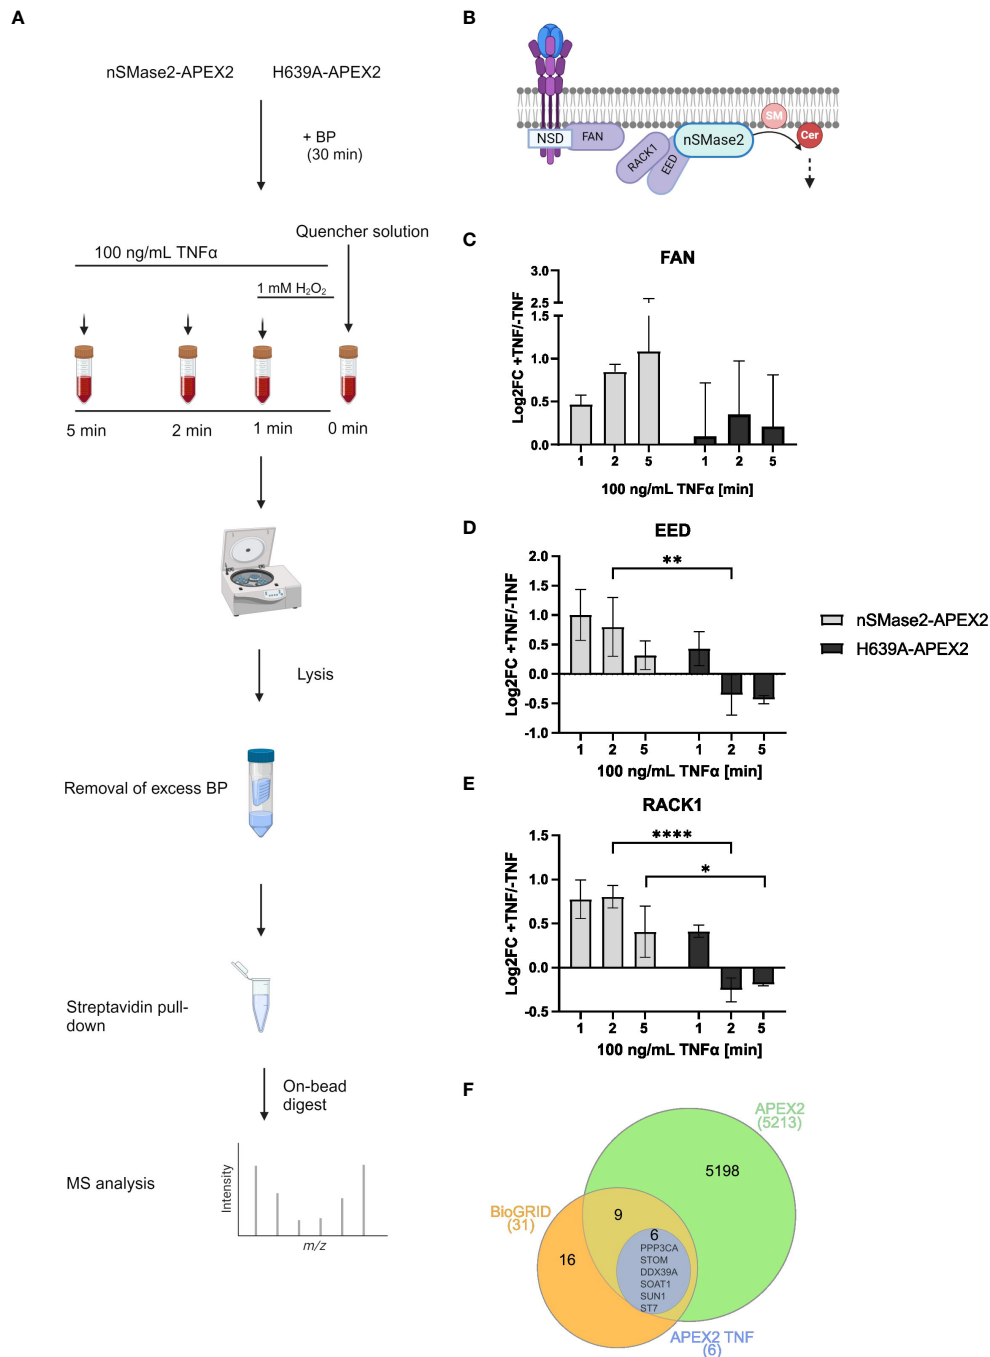 A
nSMase2-APEX2 H639A-APEX2
+ BP
(30 min)
Quencher solution
100 ng/mL TNFα
1 mM H₂O₂
5 min 2 min 1 min 0 min
Lysis
Removal of excess BP
Streptavidin pull-
down
On-bead
digest
MS analysis
Intensity
m/z
B
NSD FAN
RACK1
EED
nSMase2
SM
Cer
C
FAN
Log2FC +TNF/-TNF
3.0
2.5
1.5
1.0
0.5
0.0
1 2 5 1 2 5
100 ng/mL TNFα [min]
D
EED
Log2FC +TNF/-TNF
2.0
1.5
1.0
0.5
0.0
-0.5
-1.0
**
1 2 5 1 2 5
100 ng/mL TNFα [min]
nSMase2-APEX2
H639A-APEX2
E
RACK1
Log2FC +TNF/-TNF
1.5
1.0
0.5
0.0
-0.5
****
*
1 2 5 1 2 5
100 ng/mL TNFα [min]
F
APEX2
(5213)
5198
BioGRID
(31)
9
16
6
PPP3CA
STOM
DDX39A
SOAT1
SUN1
ST7
APEX2 TNF
(6)